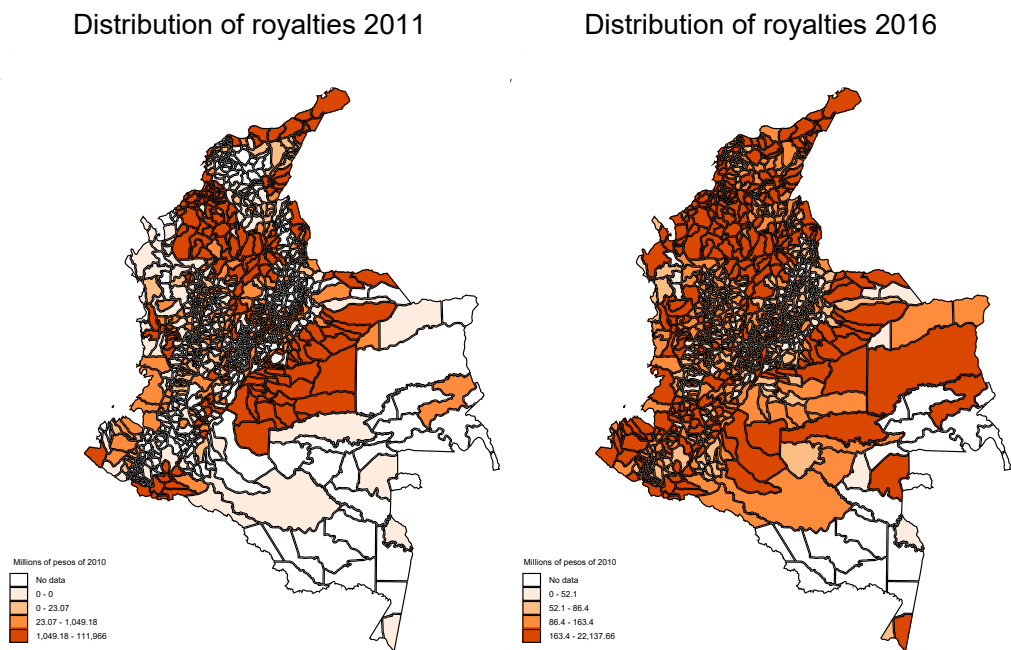 Distribution of royalties 2011
Millions of pesos of 2010
No data
0 - 0
0 - 23.07
23.07 - 1,049.18
1,049.18 - 111,966
Distribution of royalties 2016
Millions of pesos of 2010
No data
0 - 52.1
52.1 - 86.4
86.4 - 163.4
163.4 - 22,137.66